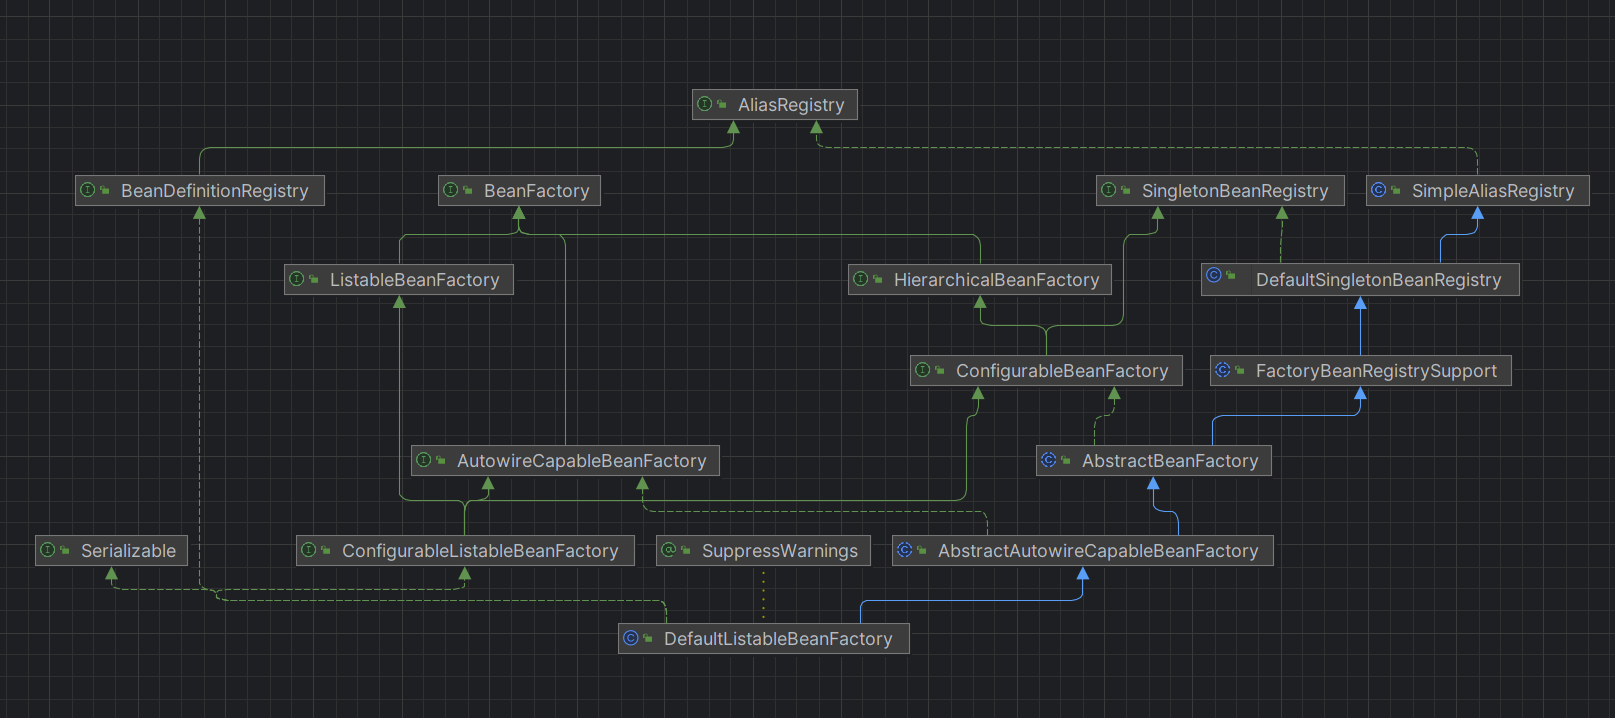 AliasRegistry
BeanDefinitionRegistry
BeanFactory
SingletonBeanRegistry
SimpleAliasRegistry
ListableBeanFactory
HierarchicalBeanFactory
DefaultSingletonBeanRegistry
ConfigurableBeanFactory
FactoryBeanRegistrySupport
AutowireCapableBeanFactory
AbstractBeanFactory
Serializable
ConfigurableListableBeanFactory
SuppressWarnings
AbstractAutowireCapableBeanFactory
DefaultListableBeanFactory